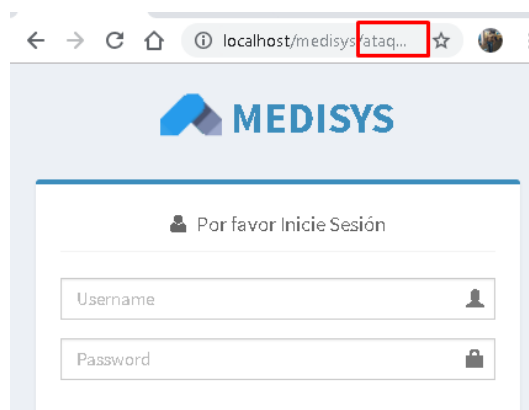 localhost/medisys/ataq...
MEDISYS
Por favor Inicie Sesión
Username
Password